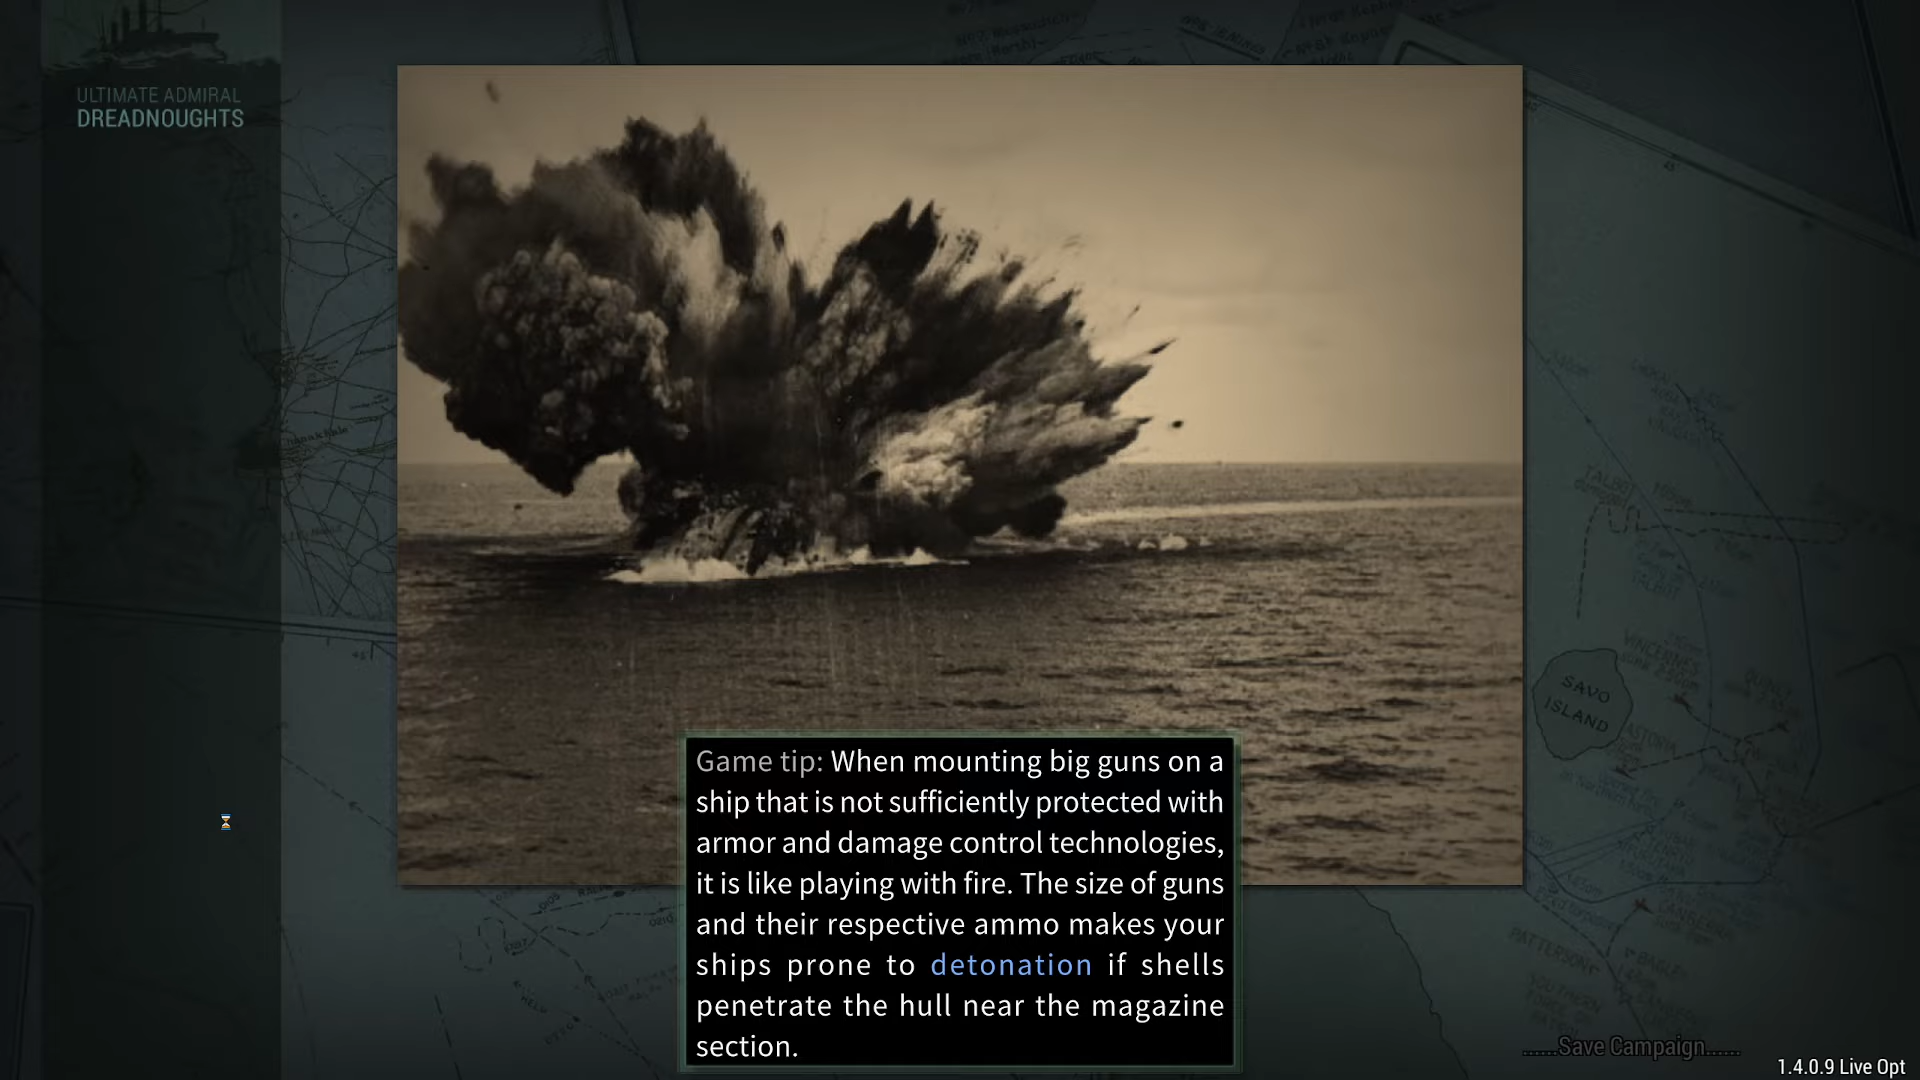 ULTIMATE ADMIRAL
DREADNOUGHTS
SAVO
ISLAND
Game tip: When mounting big guns on a
ship that is not sufficiently protected with
armor and damage control technologies,
it is like playing with fire. The size of guns
and their respective ammo makes your
ships prone to detonation if shells
penetrate the hull near the magazine
section.
PATTERSON
......Save Campaign......
1.4.0.9 Live Opt